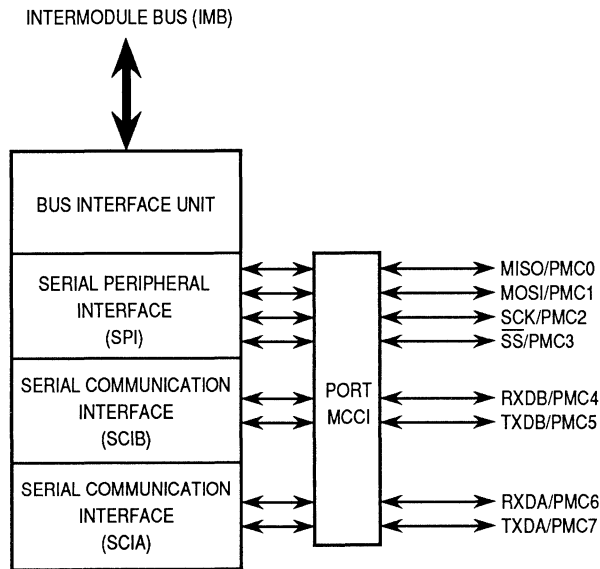 INTERMODULE BUS (IMB)
BUS INTERFACE UNIT
SERIAL PERIPHERAL
INTERFACE
(SPI)
SERIAL COMMUNICATION
INTERFACE
(SCIB)
SERIAL COMMUNICATION
INTERFACE
(SCIA)
PORT
MCCI
MISO/PMC0
MOSI/PMC1
SCK/PMC2
S̅S̅/PMC3
RXDB/PMC4
TXDB/PMC5
RXDA/PMC6
TXDA/PMC7